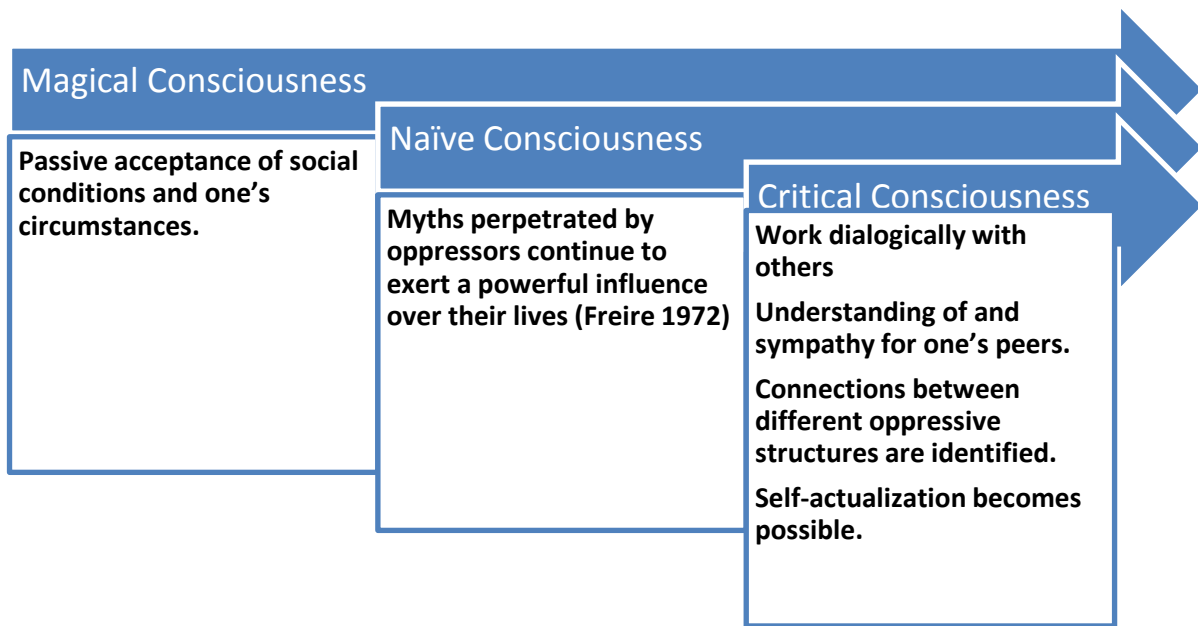 Magical Consciousness
Passive acceptance of social
conditions and one’s
circumstances.
Naïve Consciousness
Myths perpetrated by
oppressors continue to
exert a powerful influence
over their lives (Freire 1972)
Critical Consciousness
Work dialogically with
others
Understanding of and
sympathy for one’s peers.
Connections between
different oppressive
structures are identified.
Self-actualization becomes
possible.